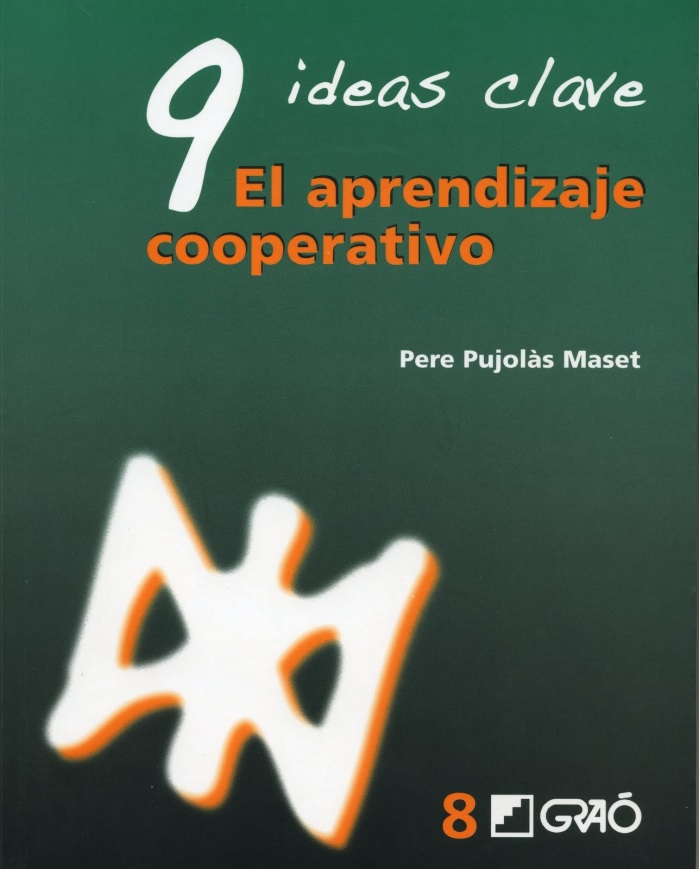 9 ideas clave
El aprendizaje
cooperativo
Pere Pujolàs Maset
8 GRAÓ